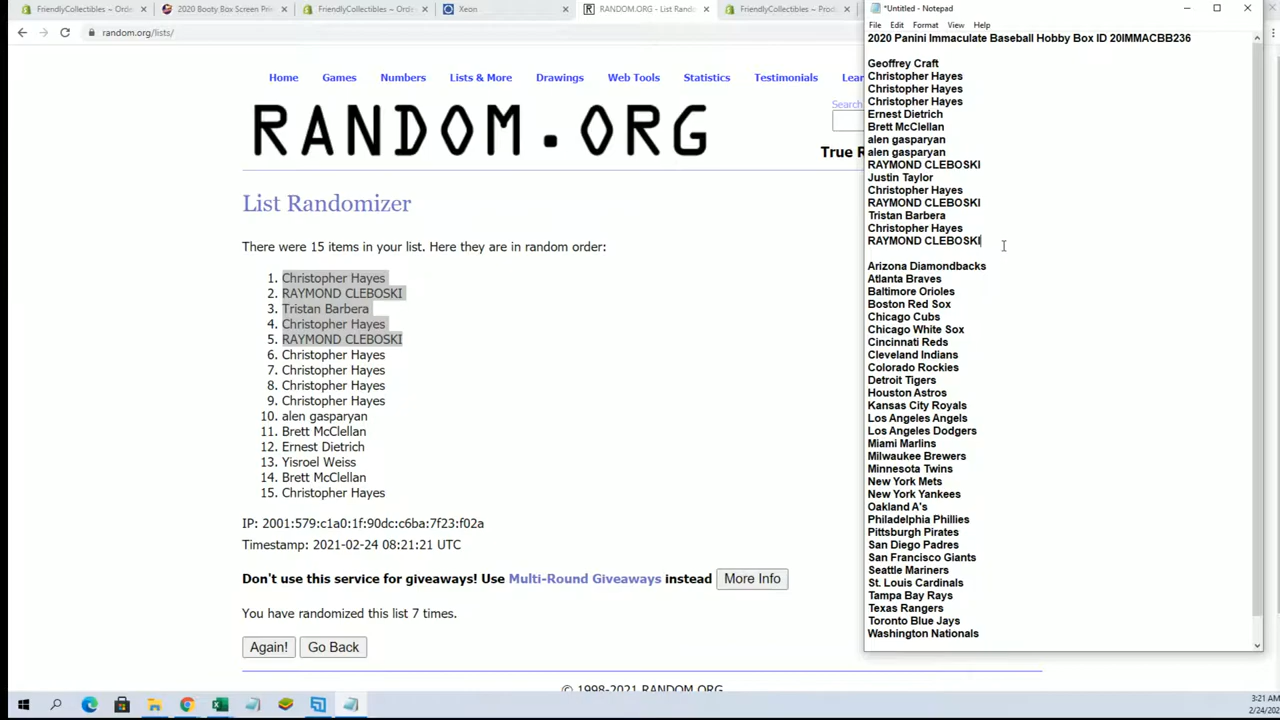 FriendlyCollectibles ~ Orde
2020 Booty Box Screen Pri
FriendlyCollectibles ~ Orde
Xeon
RANDOM.ORG - List Rando
FriendlyCollectibles ~ Prod
random.org/lists/
Home Games Numbers Lists & More Drawings Web Tools Statistics Testimonials Lear
RANDOM.ORG
Search
True R
List Randomizer
There were 15 items in your list. Here they are in random order:
1. Christopher Hayes
2. RAYMOND CLEBOSKI
3. Tristan Barbera
4. Christopher Hayes
5. RAYMOND CLEBOSKI
6. Christopher Hayes
7. Christopher Hayes
8. Christopher Hayes
9. Christopher Hayes
10. alen gasparyan
11. Brett McClellan
12. Ernest Dietrich
13. Yisroel Weiss
14. Brett McClellan
15. Christopher Hayes
IP: 2001:579:c1a0:1f:90dc:c6ba:7f23:f02a
Timestamp: 2021-02-24 08:21:21 UTC
Don't use this service for giveaways! Use Multi-Round Giveaways instead More Info
You have randomized this list 7 times.
Again! Go Back
© 1998-2021 RANDOM.ORG
*Untitled - Notepad
File Edit Format View Help
2020 Panini Immaculate Baseball Hobby Box ID 20IMMACBB236
Geoffrey Craft
Christopher Hayes
Christopher Hayes
Christopher Hayes
Ernest Dietrich
Brett McClellan
alen gasparyan
alen gasparyan
RAYMOND CLEBOSKI
Justin Taylor
Christopher Hayes
RAYMOND CLEBOSKI
Tristan Barbera
Christopher Hayes
RAYMOND CLEBOSKI
Arizona Diamondbacks
Atlanta Braves
Baltimore Orioles
Boston Red Sox
Chicago Cubs
Chicago White Sox
Cincinnati Reds
Cleveland Indians
Colorado Rockies
Detroit Tigers
Houston Astros
Kansas City Royals
Los Angeles Angels
Los Angeles Dodgers
Miami Marlins
Milwaukee Brewers
Minnesota Twins
New York Mets
New York Yankees
Oakland A's
Philadelphia Phillies
Pittsburgh Pirates
San Diego Padres
San Francisco Giants
Seattle Mariners
St. Louis Cardinals
Tampa Bay Rays
Texas Rangers
Toronto Blue Jays
Washington Nationals
3:21 AM
2/24/202